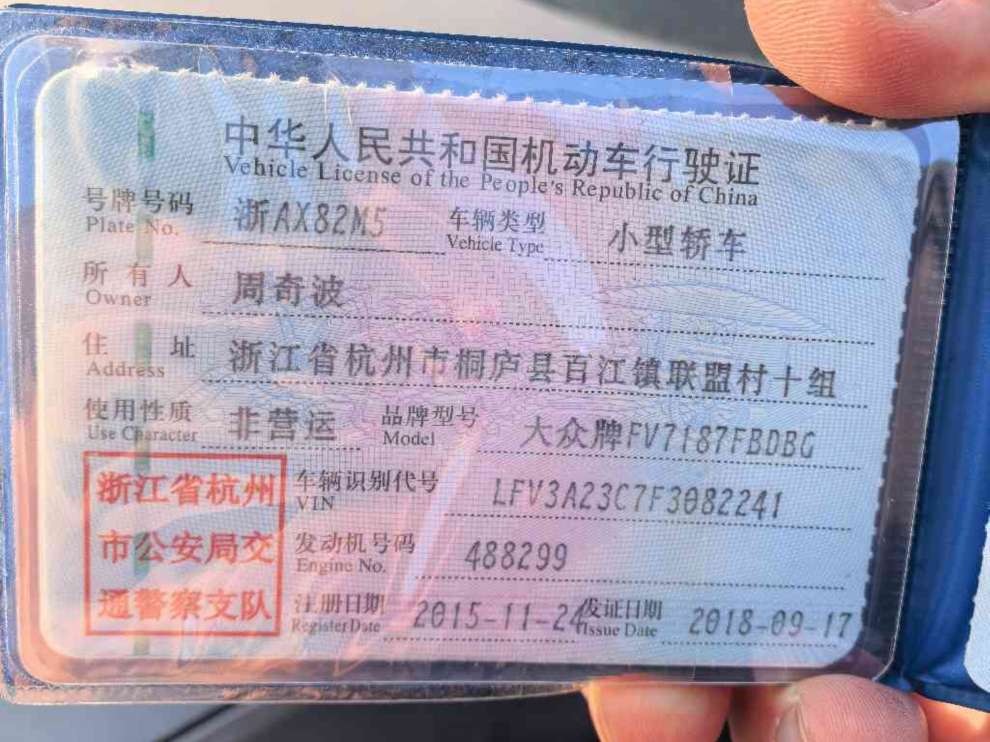 中华人民共和国机动车行驶证
Vehicle License of the People's Republic of China
号牌号码 浙AX82M5 车辆类型 小型轿车
Plate No. Vehicle Type
所有人 周奇波
Owner
住址 浙江省杭州市桐庐县百江镇联盟村十组
Address
使用性质 非营运 品牌型号 大众牌FV7187FBDBG
Use Character Model
浙江省杭州 车辆识别代号 LFV3A23C7F3082241
VIN
市公安局交 发动机号码 488299
Engine No.
通警察支队 注册日期 2015-11-24 发证日期 2018-09-17
Register Date Issue Date